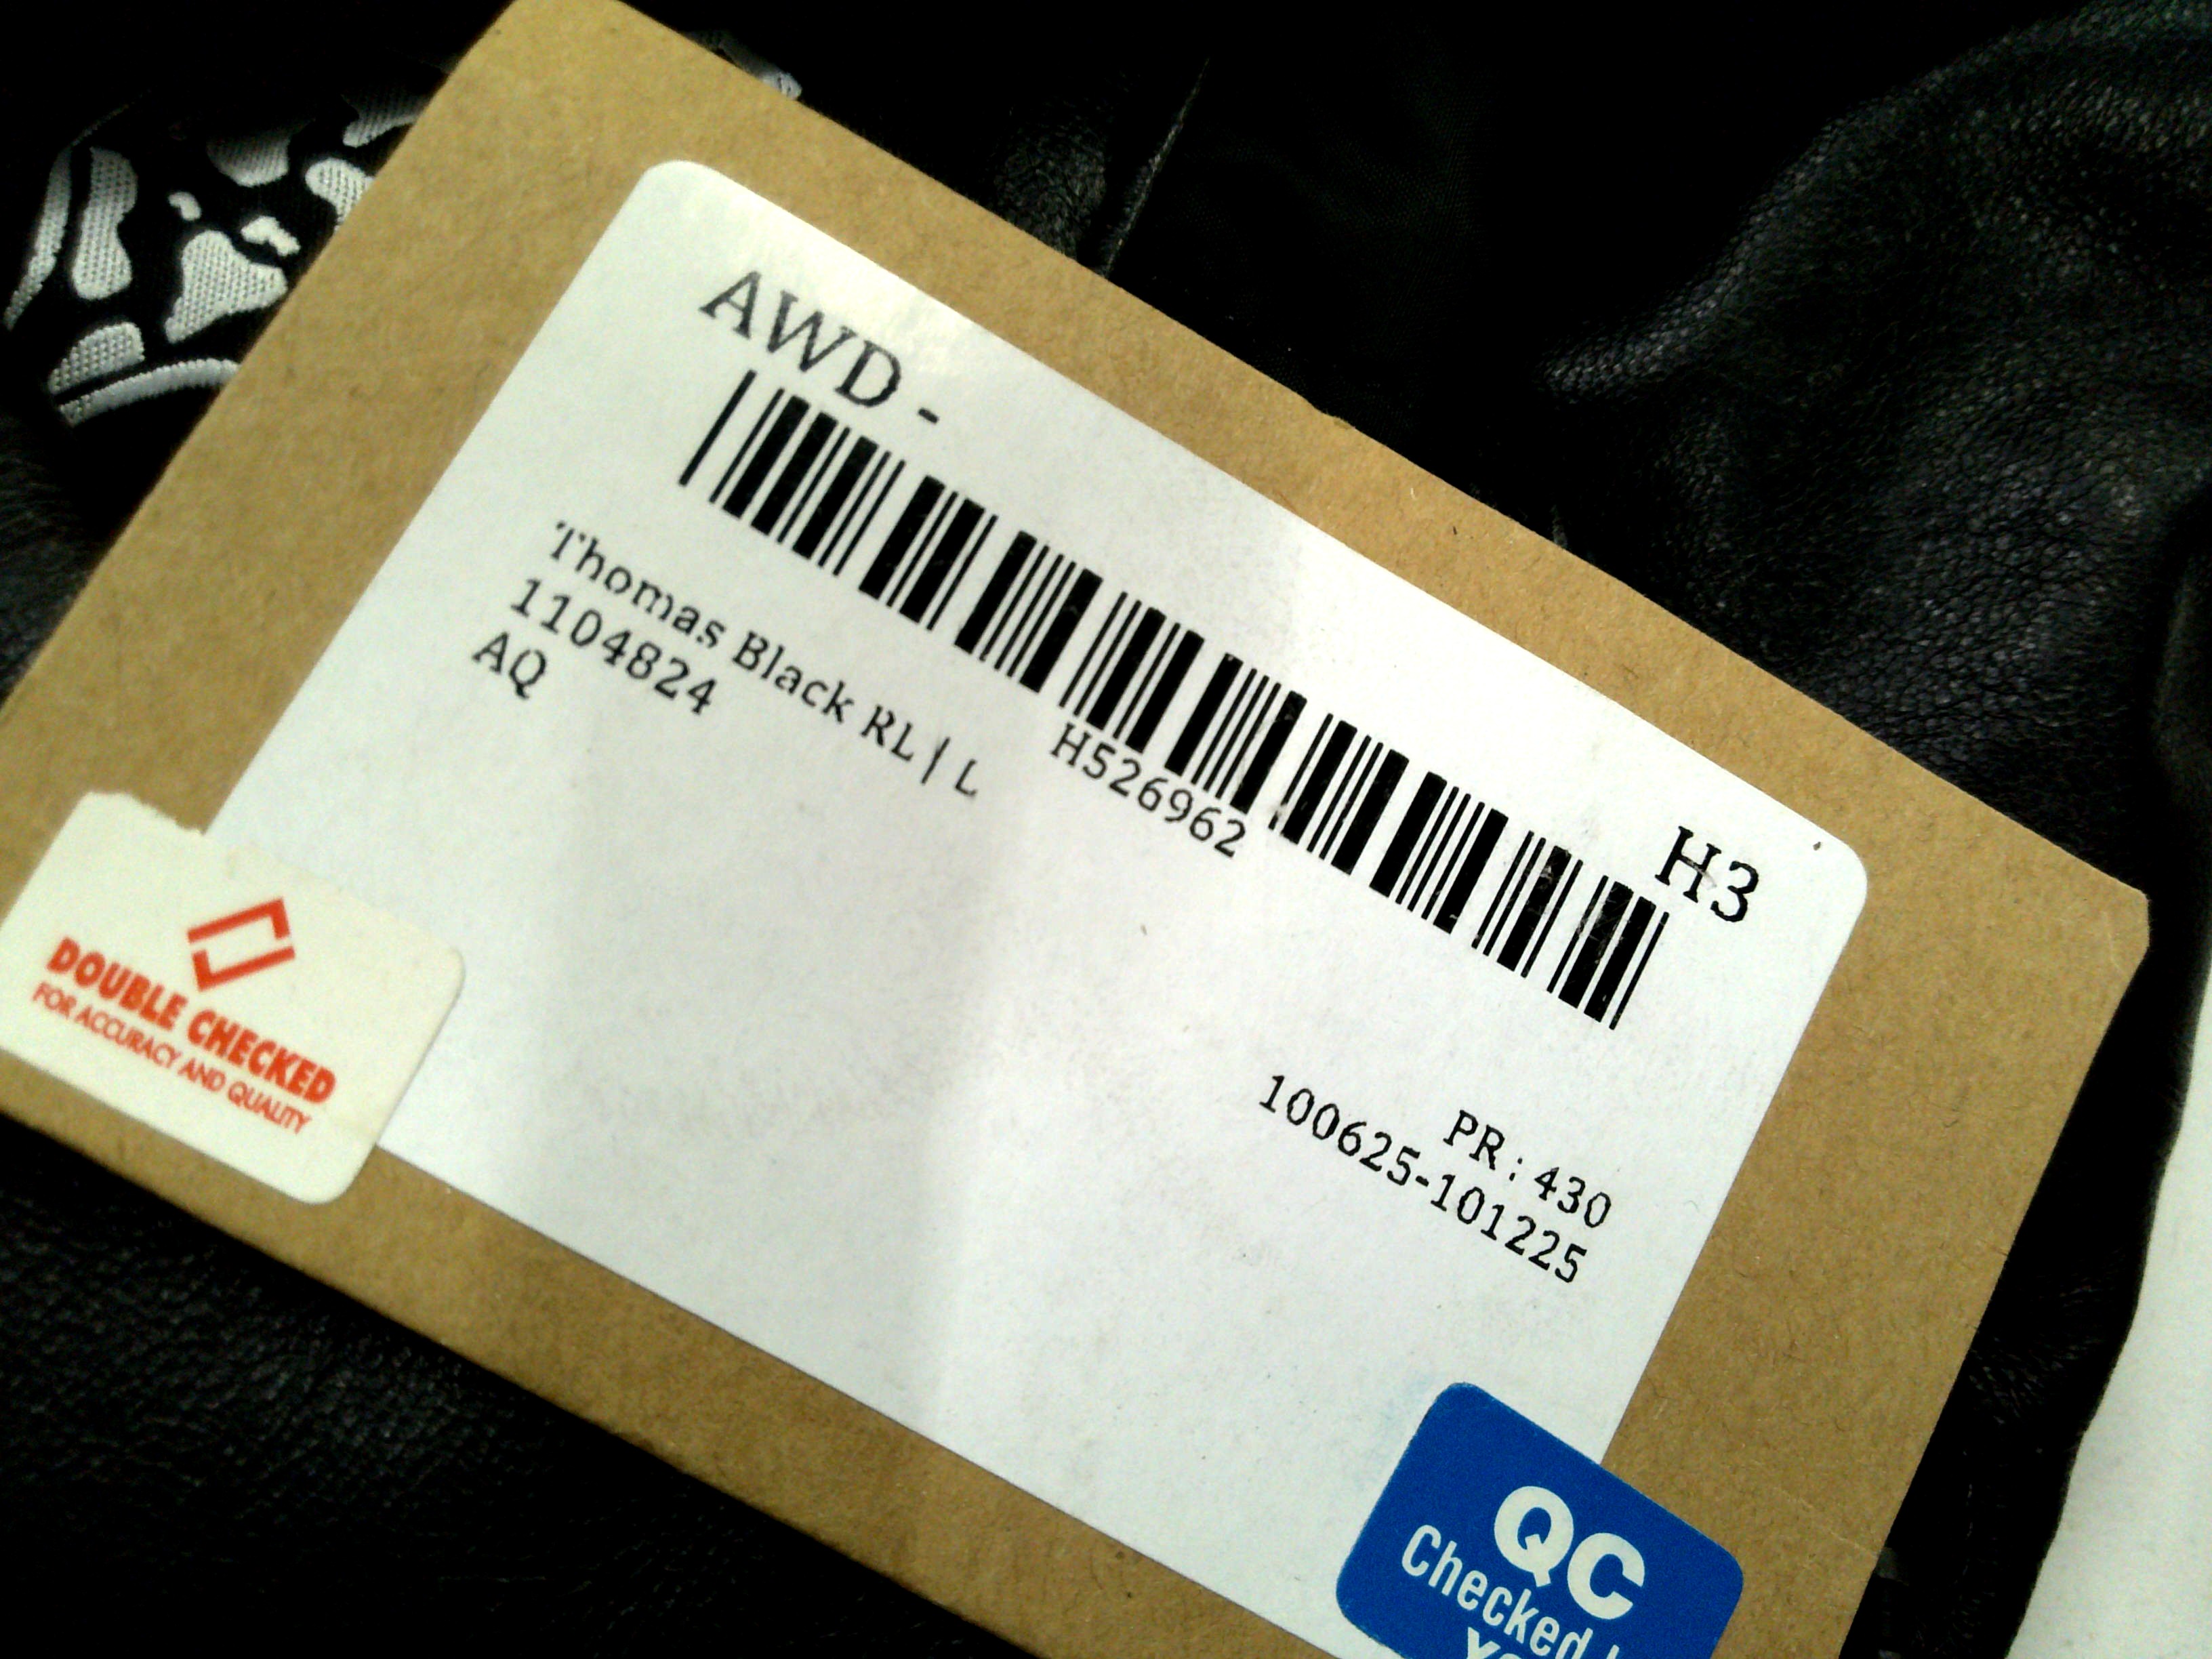 AWD -
H3
H526962
Thomas Black RL | L
1104824
AQ
PR: 430
100625-101225
DOUBLE CHECKED
FOR ACCURACY AND QUALITY
QC
Checked